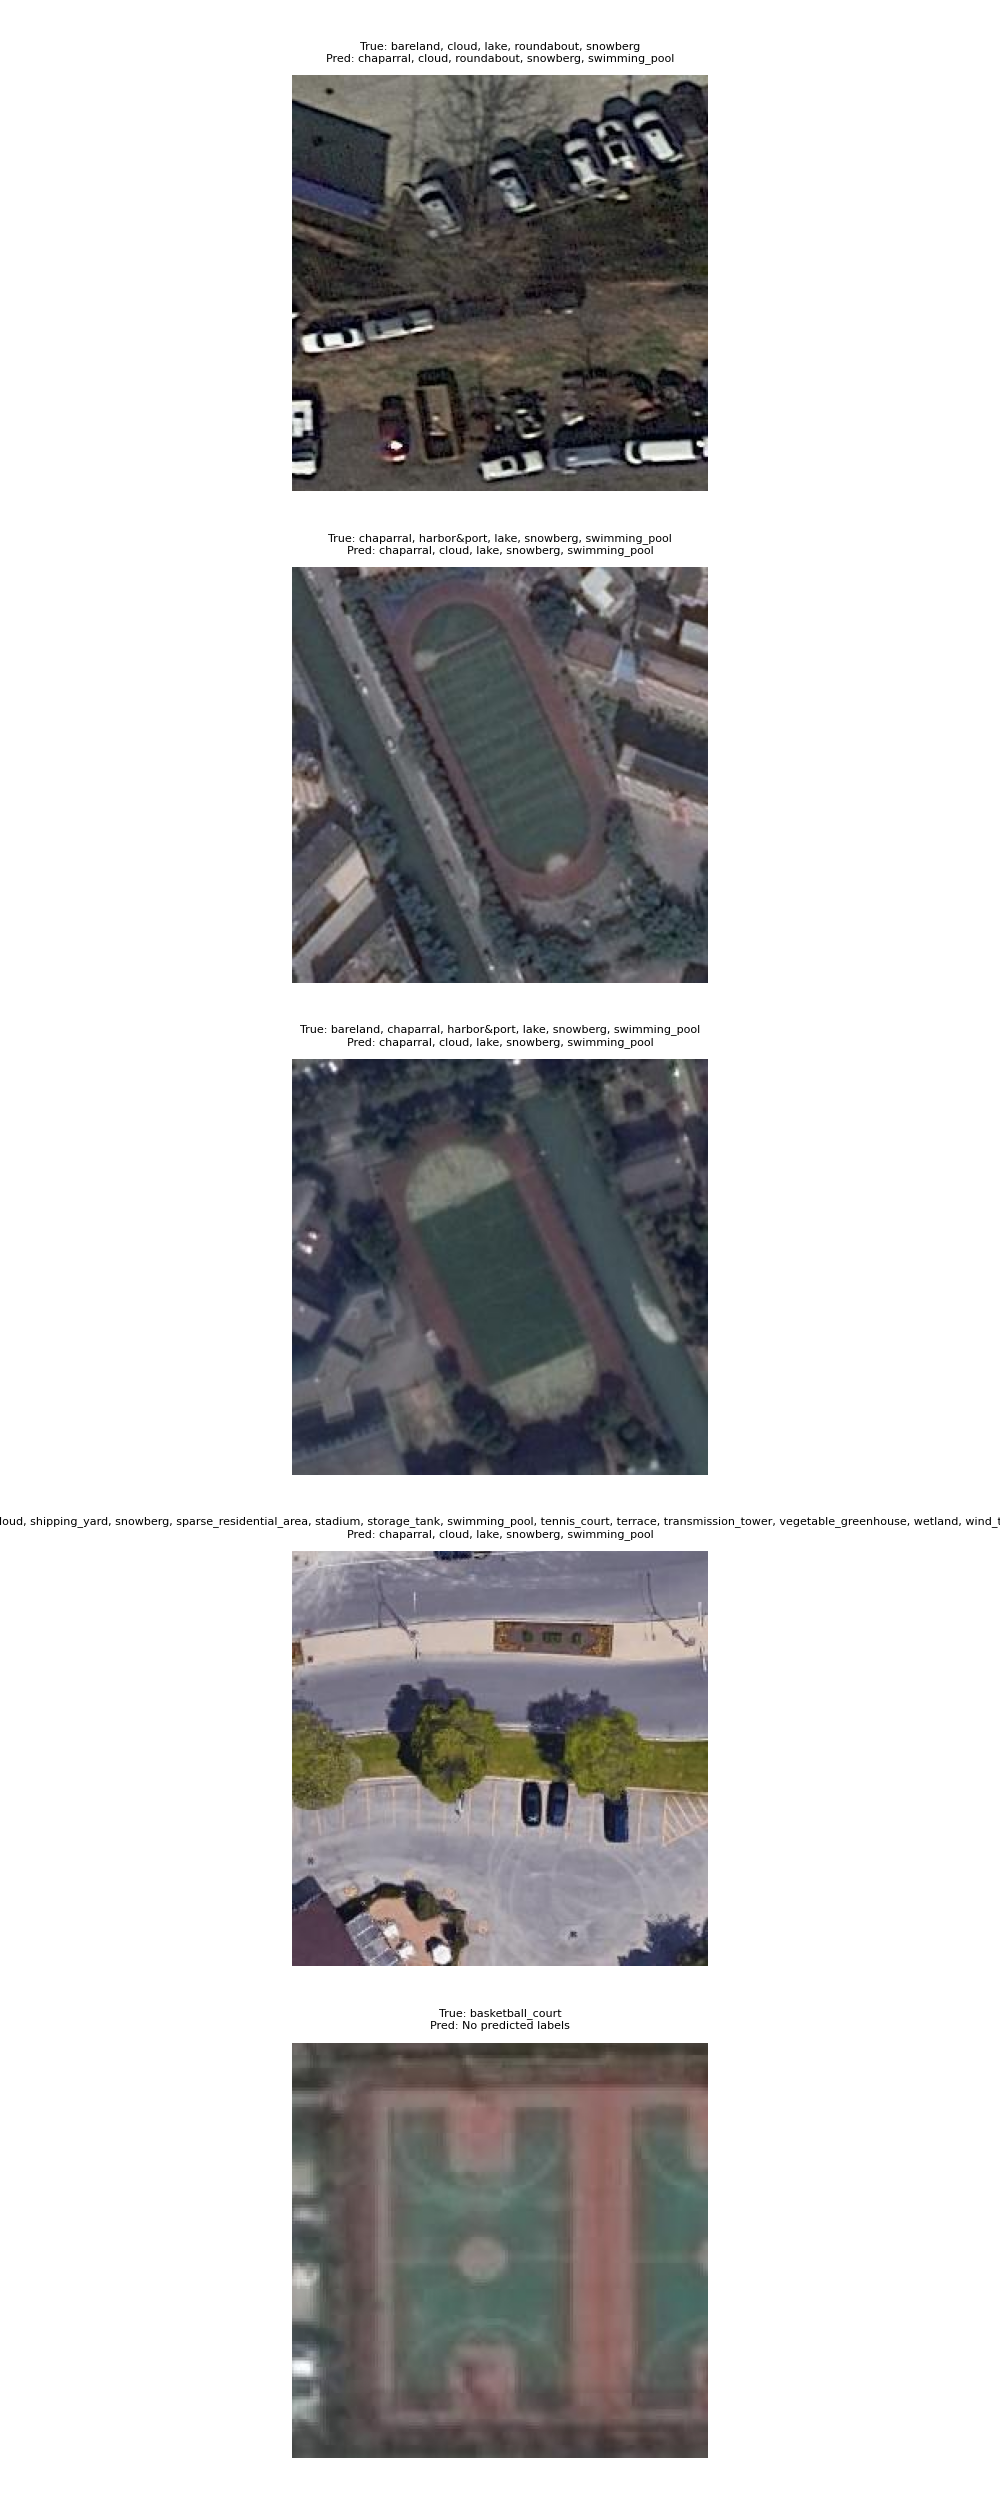 True: bareland, cloud, lake, roundabout, snowberg
Pred: chaparral, cloud, roundabout, snowberg, swimming_pool
True: chaparral, harbor&port, lake, snowberg, swimming_pool
Pred: chaparral, cloud, lake, snowberg, swimming_pool
True: bareland, chaparral, harbor&port, lake, snowberg, swimming_pool
Pred: chaparral, cloud, lake, snowberg, swimming_pool
loud, shipping_yard, snowberg, sparse_residential_area, stadium, storage_tank, swimming_pool, tennis_court, terrace, transmission_tower, vegetable_greenhouse, wetland, wind_t
Pred: chaparral, cloud, lake, snowberg, swimming_pool
True: basketball_court
Pred: No predicted labels